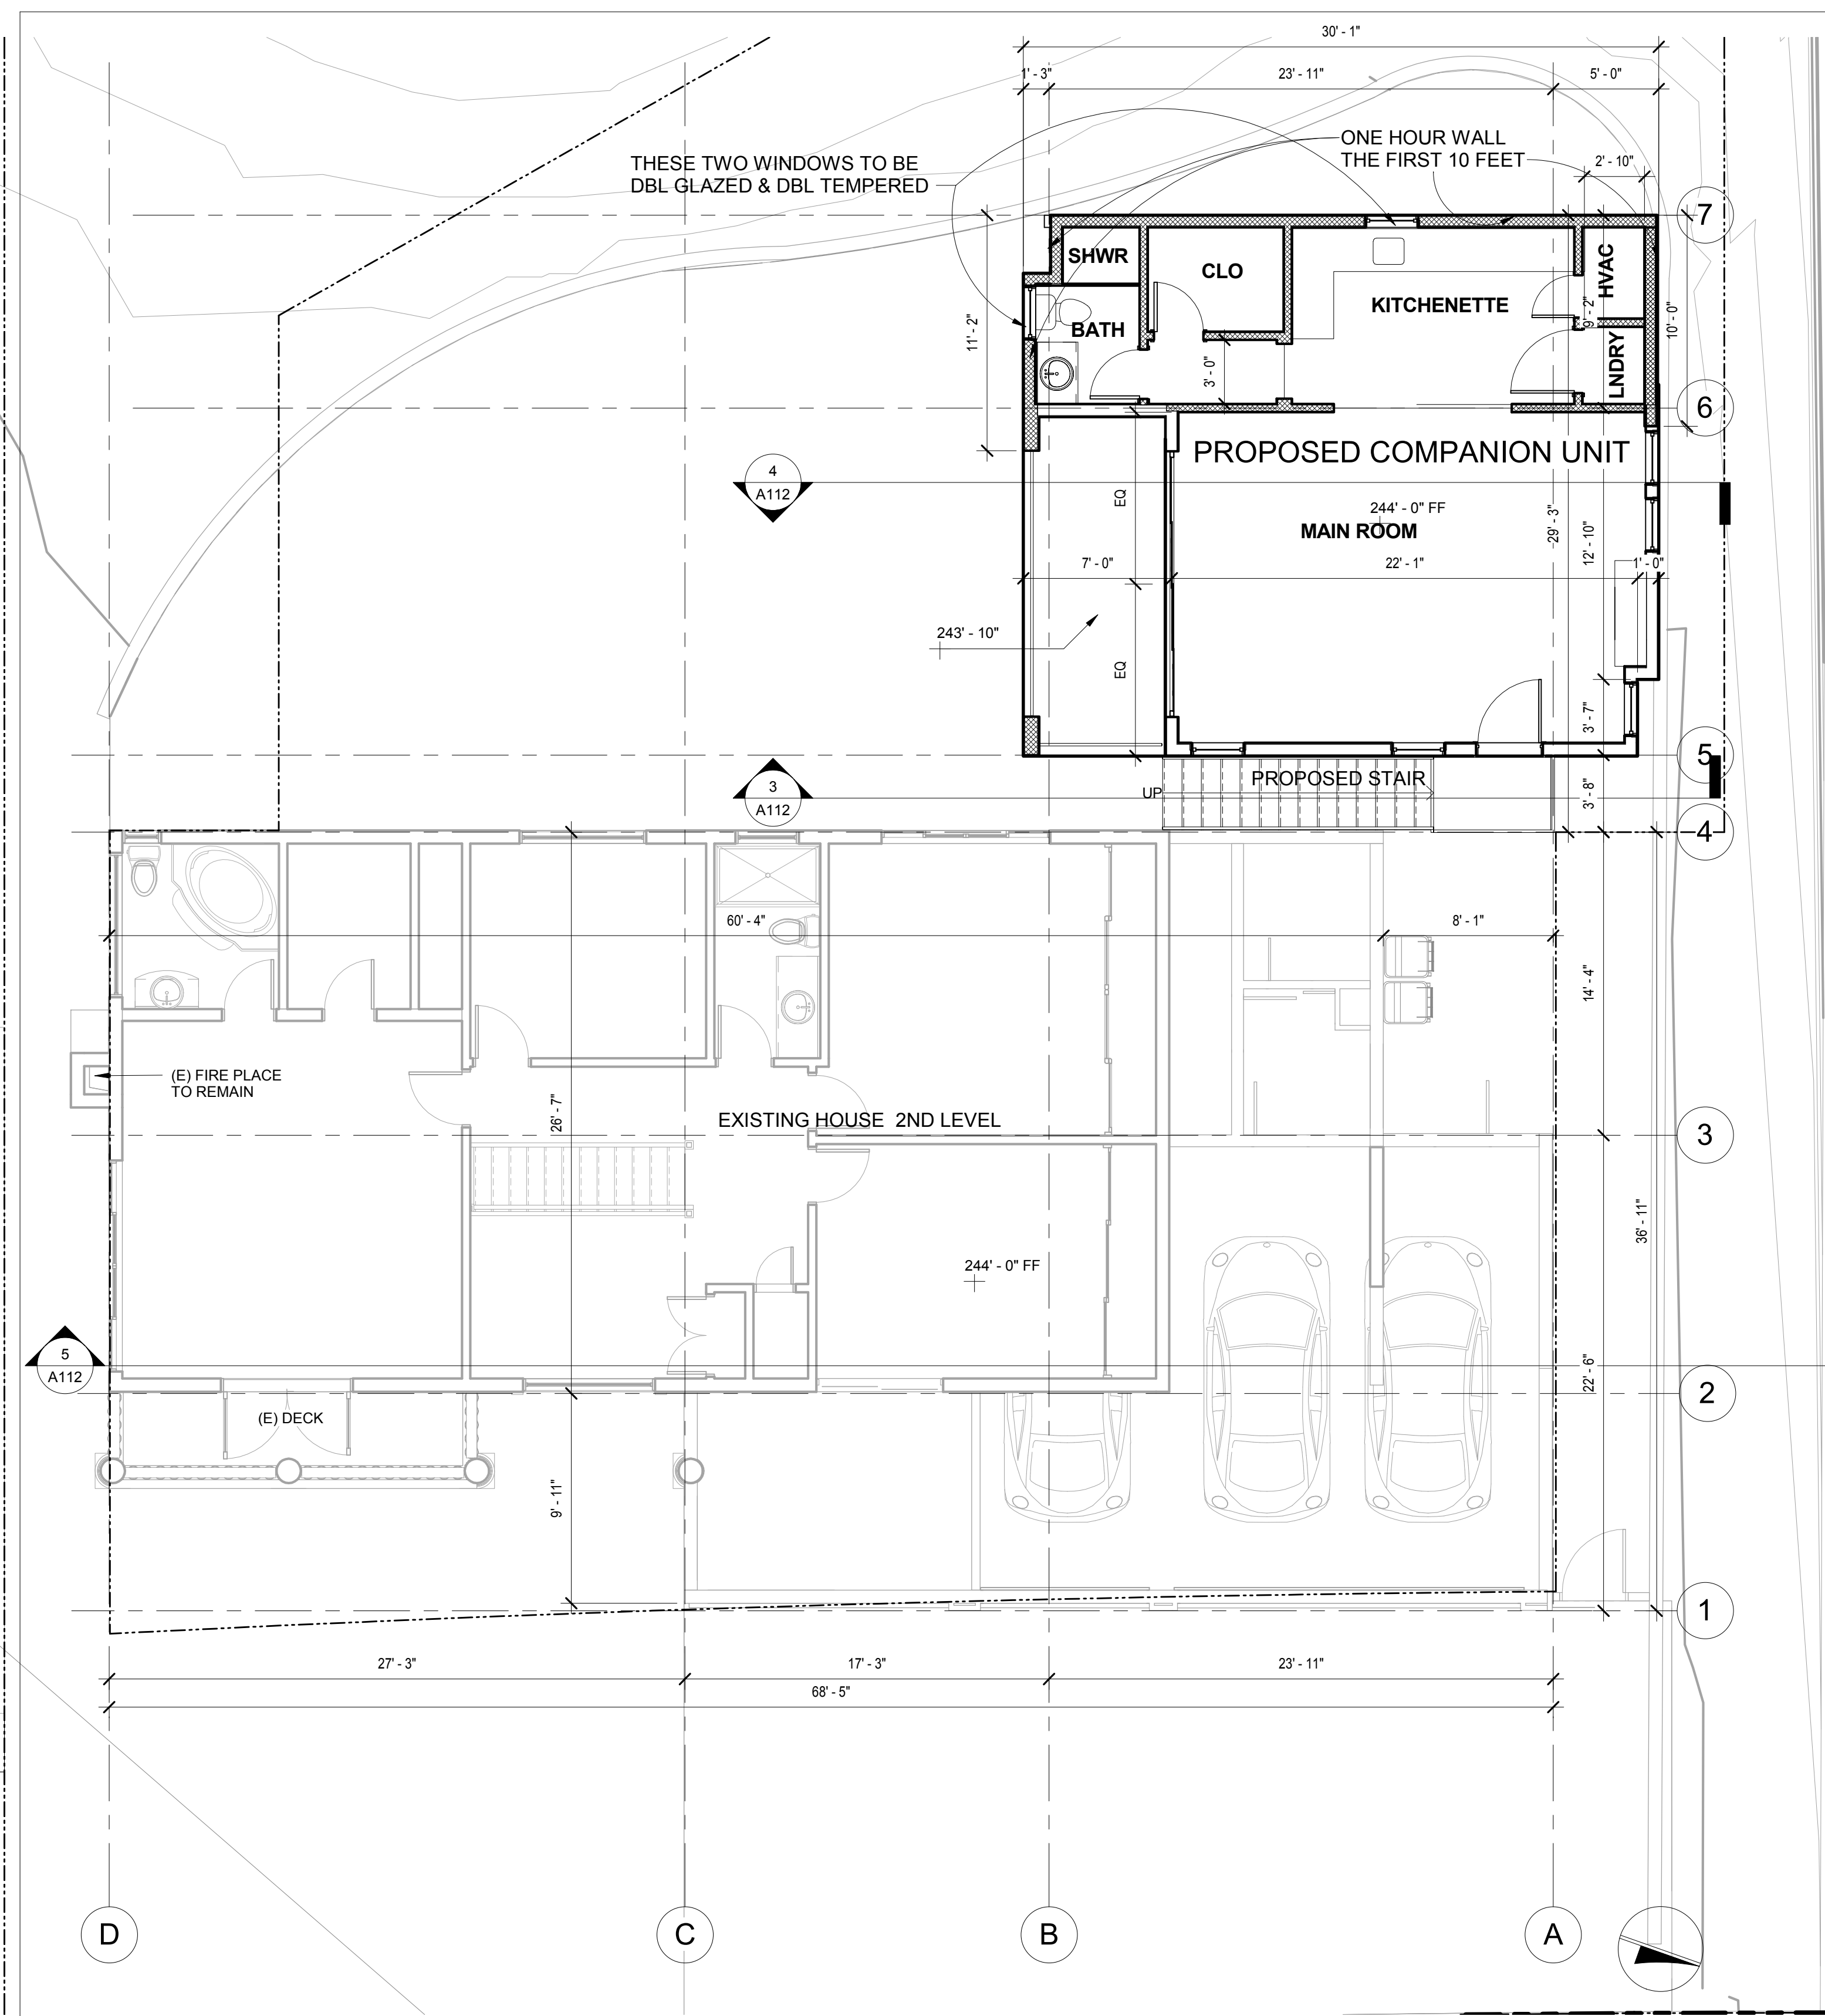 30' - 1"
1' - 3"
23' - 11"
5' - 0"
THESE TWO WINDOWS TO BE
DBL GLAZED & DBL TEMPERED
ONE HOUR WALL
THE FIRST 10 FEET
2' - 10"
7
SHWR
CLO
HVAC
KITCHENETTE
9' - 2"
10' - 0"
BATH
11' - 2"
3' - 0"
LNDRY
6
PROPOSED COMPANION UNIT
4
A112
EQ
244' - 0" FF
MAIN ROOM
29' - 3"
12' - 10"
7' - 0"
22' - 1"
1' - 0"
243' - 10"
EQ
3' - 7"
5
PROPOSED STAIR
UP
3
A112
3' - 8"
4
60' - 4"
8' - 1"
14' - 4"
(E) FIRE PLACE
TO REMAIN
26' - 7"
EXISTING HOUSE 2ND LEVEL
3
36' - 11"
244' - 0" FF
5
A112
22' - 6"
2
(E) DECK
9' - 11"
1
27' - 3"
17' - 3"
23' - 11"
68' - 5"
D
C
B
A